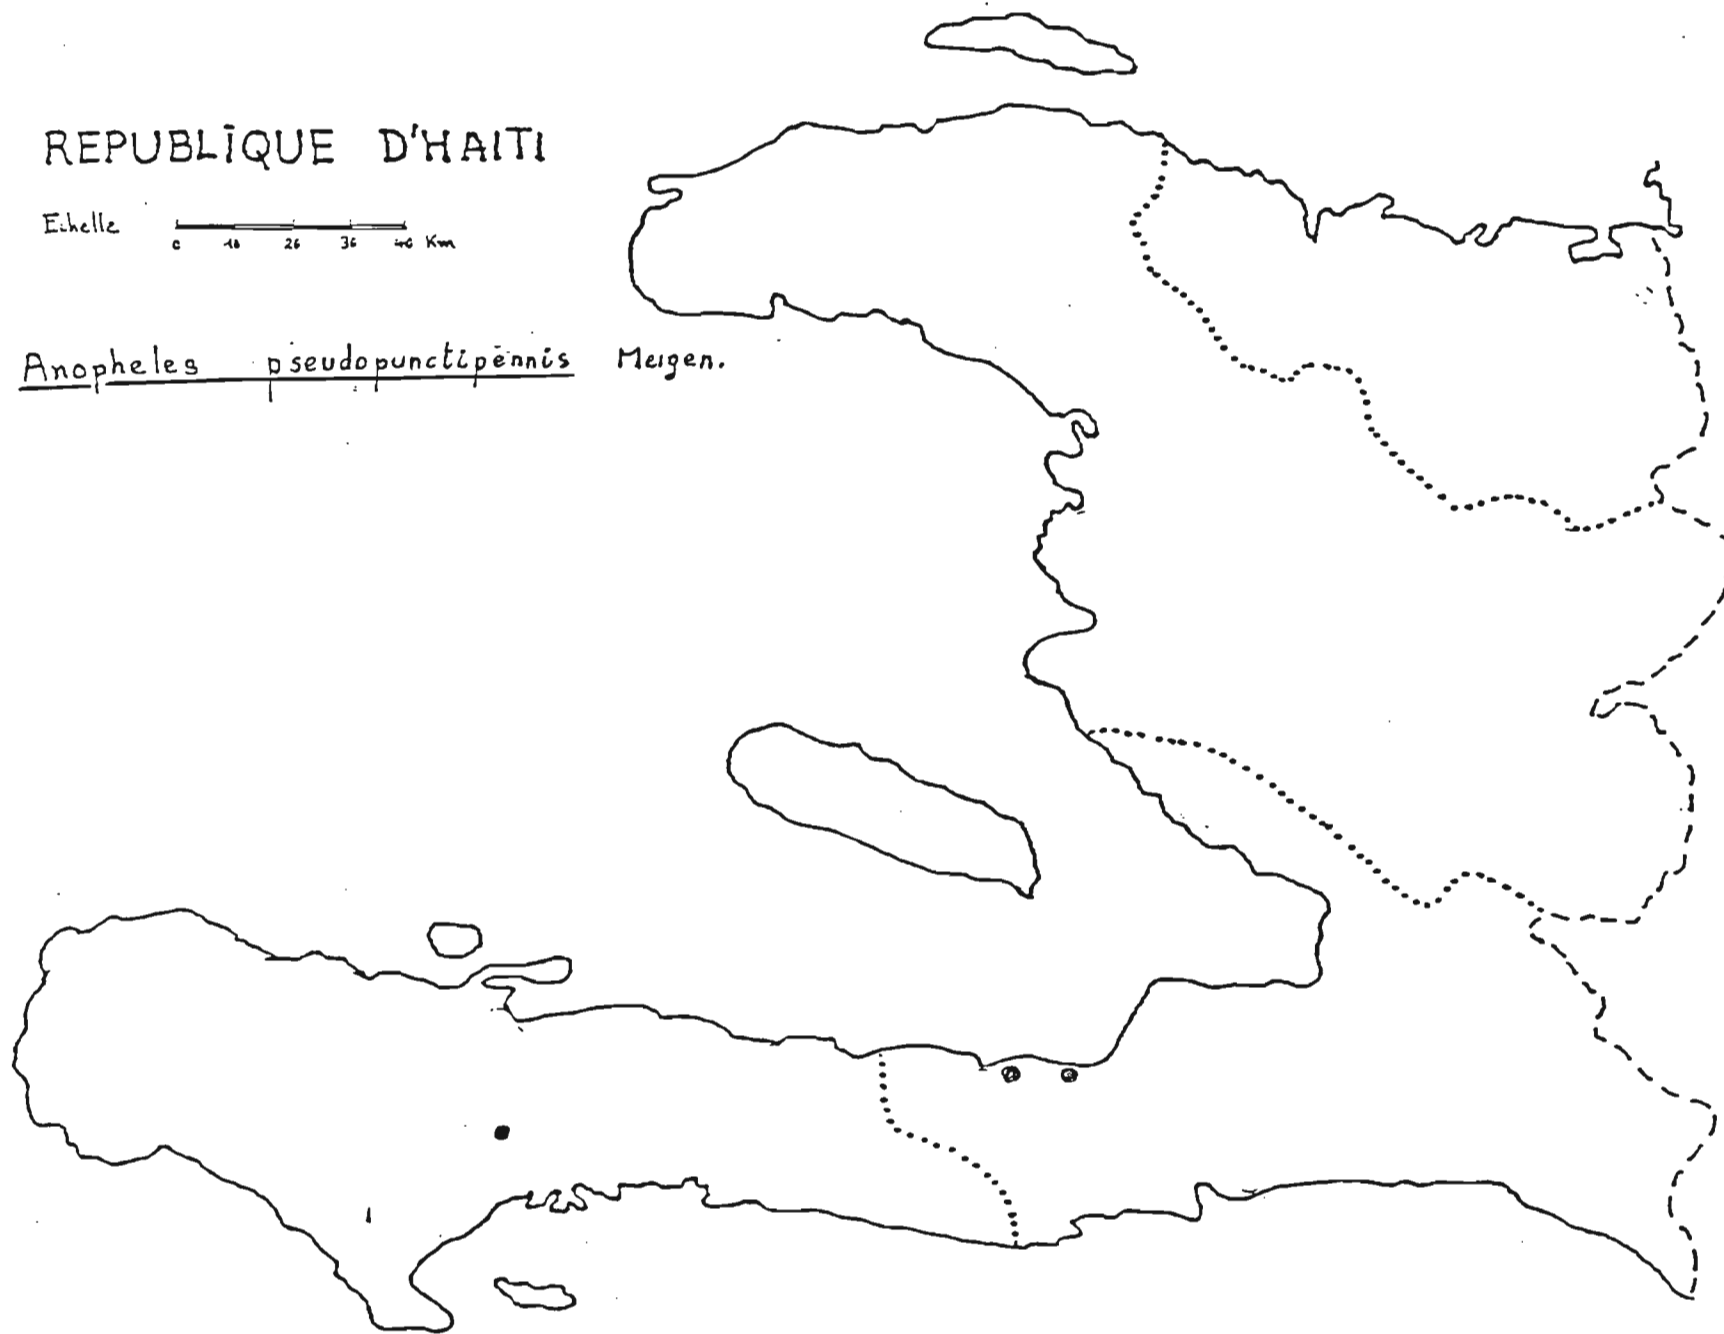 REPUBLIQUE D'HAITI
Echelle
0 10 20 30 40 Km
Anopheles pseudopunctipennis Meigen.